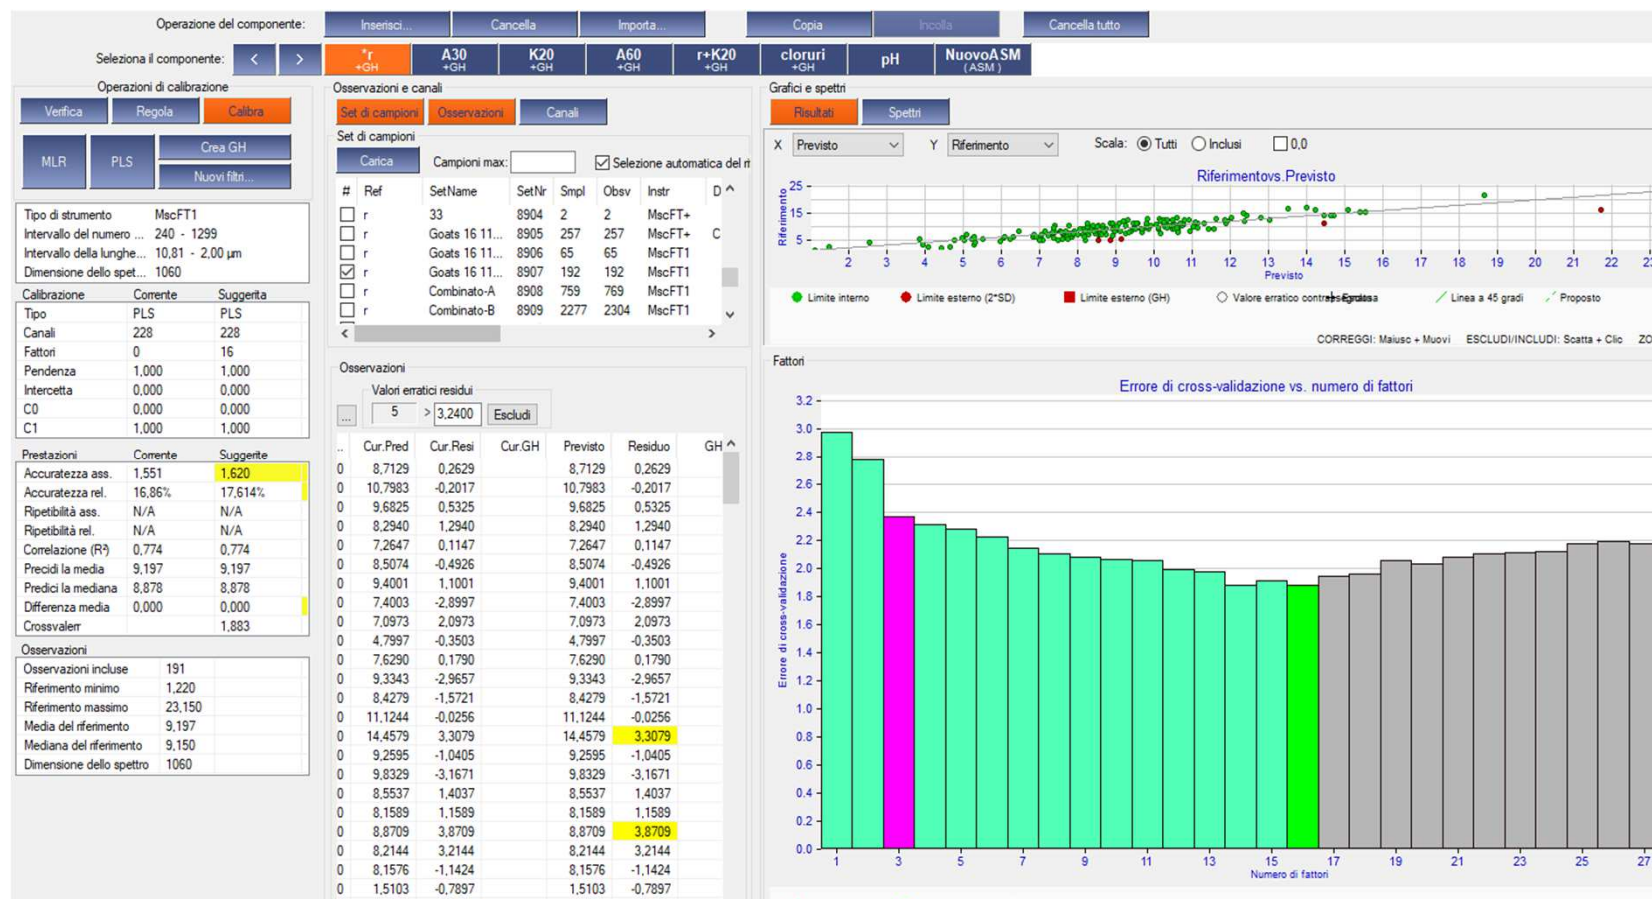 Operazione del componente: Inserisci... Cancella Importa... Copia Incolla Cancella tutto
Seleziona il componente: < > *r +GH A30 +GH K20 +GH A60 +GH r+K20 +GH cloruri +GH pH NuovoASM (ASM)
Operazioni di calibrazione
Verifica Regola Calibra
MLR PLS Crea GH
Nuovi filtri...
Tipo di strumento MscFT1
Intervallo del numero ... 240 - 1299
Intervallo della lunghe... 10,81 - 2,00 µm
Dimensione dello spet... 1060
Calibrazione Corrente Suggerita
Tipo PLS PLS
Canali 228 228
Fattori 0 16
Pendenza 1,000 1,000
Intercetta 0,000 0,000
C0 0,000 0,000
C1 1,000 1,000
Prestazioni Corrente Suggerite
Accuratezza ass. 1,551 1,620
Accuratezza rel. 16,86% 17,614%
Ripetibilità ass. N/A N/A
Ripetibilità rel. N/A N/A
Correlazione (R²) 0,774 0,774
Precidi la media 9,197 9,197
Predici la mediana 8,878 8,878
Differenza media 0,000 0,000
Crossvalerr 1,883
Osservazioni
Osservazioni incluse 191
Riferimento minimo 1,220
Riferimento massimo 23,150
Media del riferimento 9,197
Mediana del riferimento 9,150
Dimensione dello spettro 1060
Osservazioni e canali
Set di campioni Osservazioni Canali
Set di campioni
Carica Campioni max: Selezione automatica del ri
# Ref SetName SetNr Smpl Obsv Instr D
r 33 8904 2 2 MscFT+
r Goats 16 11... 8905 257 257 MscFT+ C
r Goats 16 11... 8906 65 65 MscFT1
r Goats 16 11... 8907 192 192 MscFT1
r Combinato-A 8908 759 769 MscFT1
r Combinato-B 8909 2277 2304 MscFT1
< >
Osservazioni
Valori erratici residui
... 5 > 3,2400 Escludi
.. Cur.Pred Cur.Resi Cur.GH Previsto Residuo GH
0 8,7129 0,2629 8,7129 0,2629
0 10,7983 -0,2017 10,7983 -0,2017
0 9,6825 0,5325 9,6825 0,5325
0 8,2940 1,2940 8,2940 1,2940
0 7,2647 0,1147 7,2647 0,1147
0 8,5074 -0,4926 8,5074 -0,4926
0 9,4001 1,1001 9,4001 1,1001
0 7,4003 -2,8997 7,4003 -2,8997
0 7,0973 2,0973 7,0973 2,0973
0 4,7997 -0,3503 4,7997 -0,3503
0 7,6290 0,1790 7,6290 0,1790
0 9,3343 -2,9657 9,3343 -2,9657
0 8,4279 -1,5721 8,4279 -1,5721
0 11,1244 -0,0256 11,1244 -0,0256
0 14,4579 3,3079 14,4579 3,3079
0 9,2595 -1,0405 9,2595 -1,0405
0 9,8329 -3,1671 9,8329 -3,1671
0 8,5537 1,4037 8,5537 1,4037
0 8,1589 1,1589 8,1589 1,1589
0 8,8709 3,8709 8,8709 3,8709
0 8,2144 3,2144 8,2144 3,2144
0 8,1576 -1,1424 8,1576 -1,1424
0 1,5103 -0,7897 1,5103 -0,7897
Grafici e spettri
Risultati Spettri
X Previsto Y Riferimento Scala: Tutti Inclusi 0,0
Riferimentovs.Previsto
Riferimento
25
15
5
2 3 4 5 6 7 8 9 10 11 12 13 14 15 16 17 18 19 20 21 22 23
Previsto
Limite interno Limite esterno (2*SD) Limite esterno (GH) Valore erratico Linea a 45 gradi Proposto
CORREGGI: Maiusc + Muovi ESCLUDI/INCLUDI: Scatta + Clic ZO
Fattori
Errore di cross-validazione vs. numero di fattori
Errore di cross-validazione
3.2
3.0
2.8
2.6
2.4
2.2
2.0
1.8
1.6
1.4
1.2
1.0
0.8
0.6
0.4
0.2
0.0
1 3 5 7 9 11 13 15 17 19 21 23 25 27
Numero di fattori